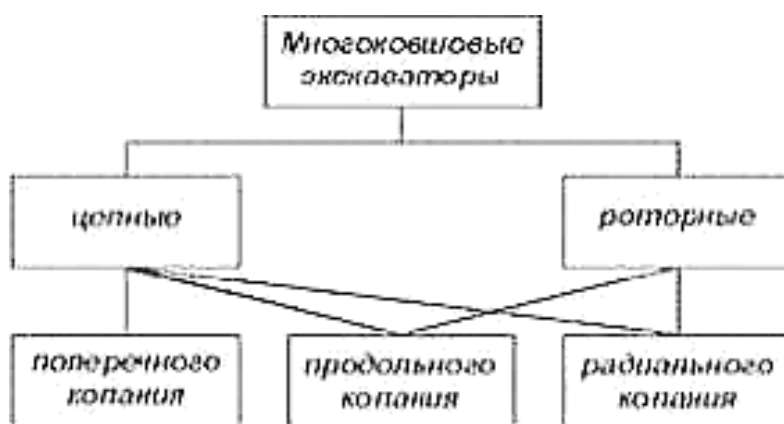 Многоковшовые
экскаваторы
цепные
роторные
поперечного
копания
продольного
копания
радиального
копания